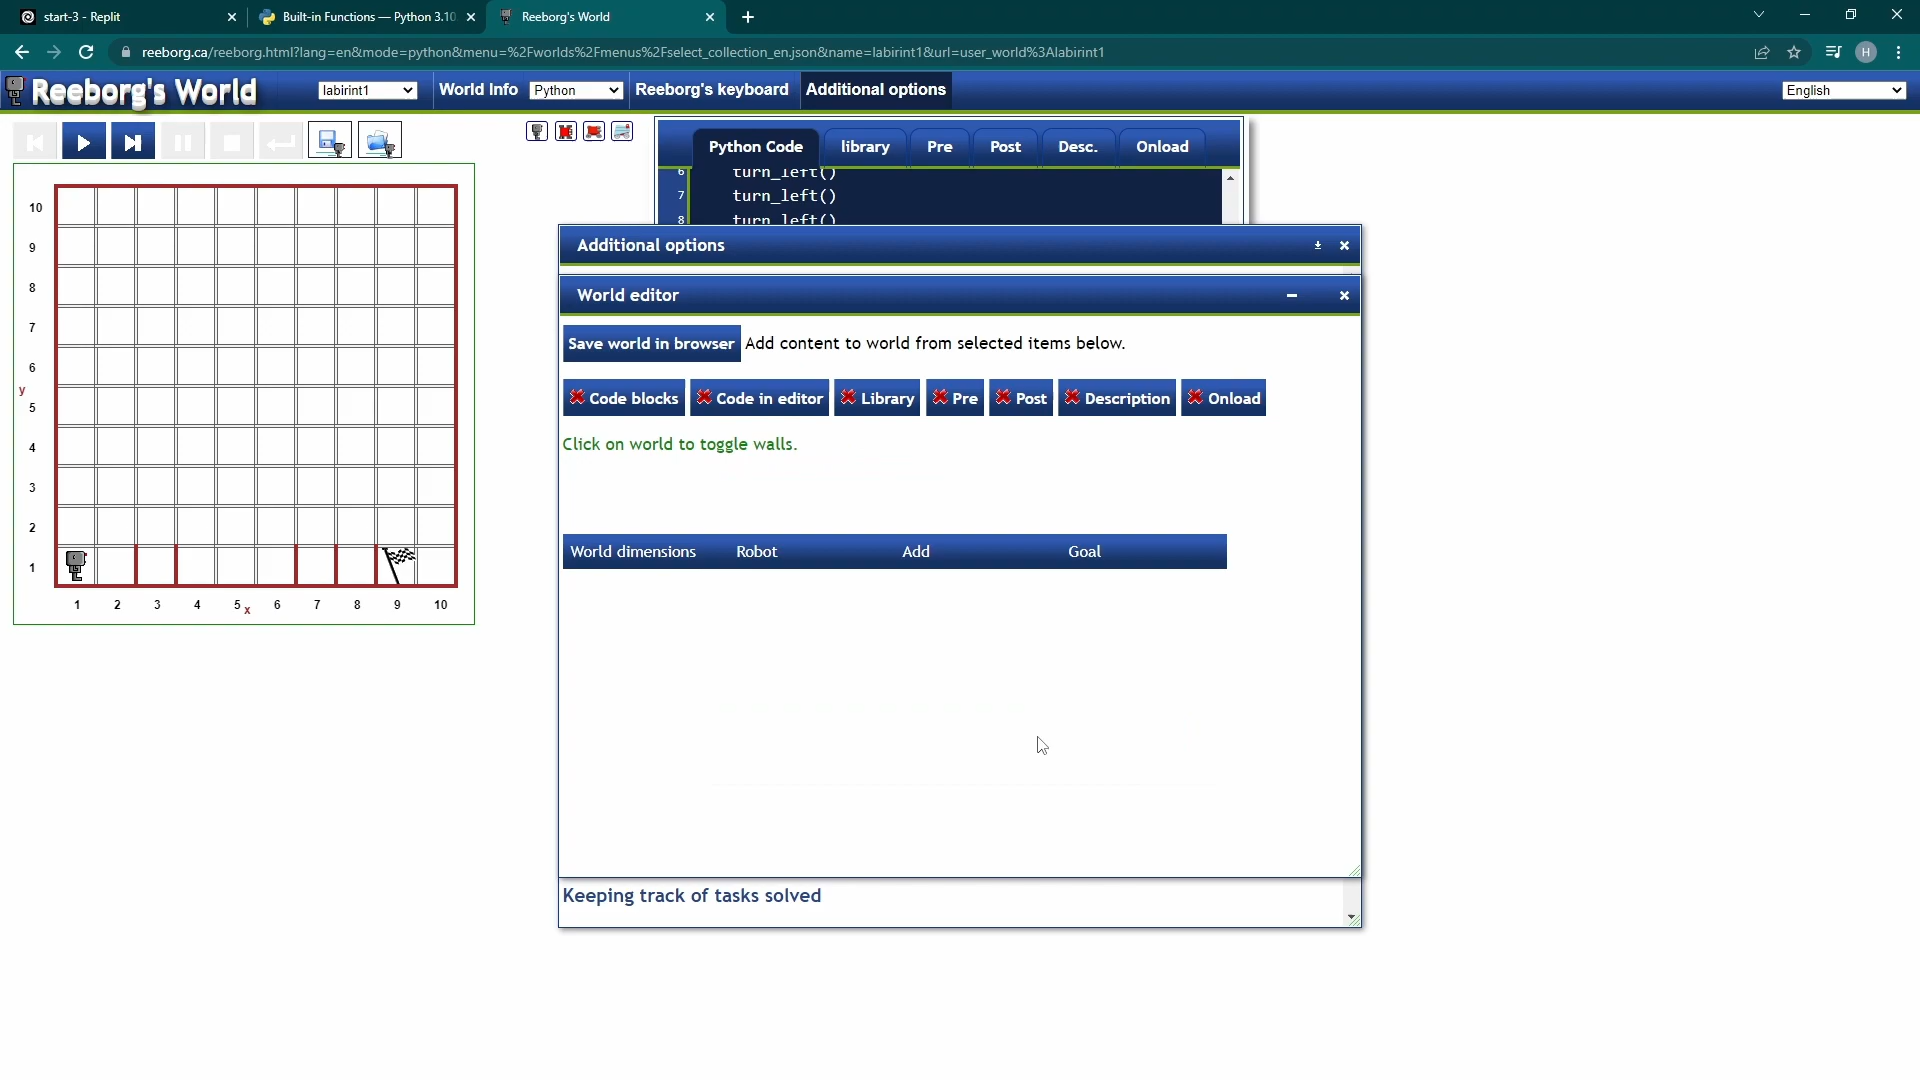 start-3 - Replit
Built-in Functions — Python 3.10
Reeborg's World
reeborg.ca/reeborg.html?lang=en&mode=python&menu=%2Fworlds%2Fmenus%2Fselect_collection_en.json&name=labirint1&url=user_world%3Alabirint1
H
Reeborg's World
labirint1
World Info
Python
Reeborg's keyboard
Additional options
English
Python Code
library
Pre
Post
Desc.
Onload
6 turn_left()
7 turn_left()
8 turn_left()
Additional options
World editor
Save world in browser Add content to world from selected items below.
Code blocks
Code in editor
Library
Pre
Post
Description
Onload
Click on world to toggle walls.
World dimensions
Robot
Add
Goal
Keeping track of tasks solved
10
9
8
7
6
y
5
4
3
2
1
1 2 3 4 5 x 6 7 8 9 10